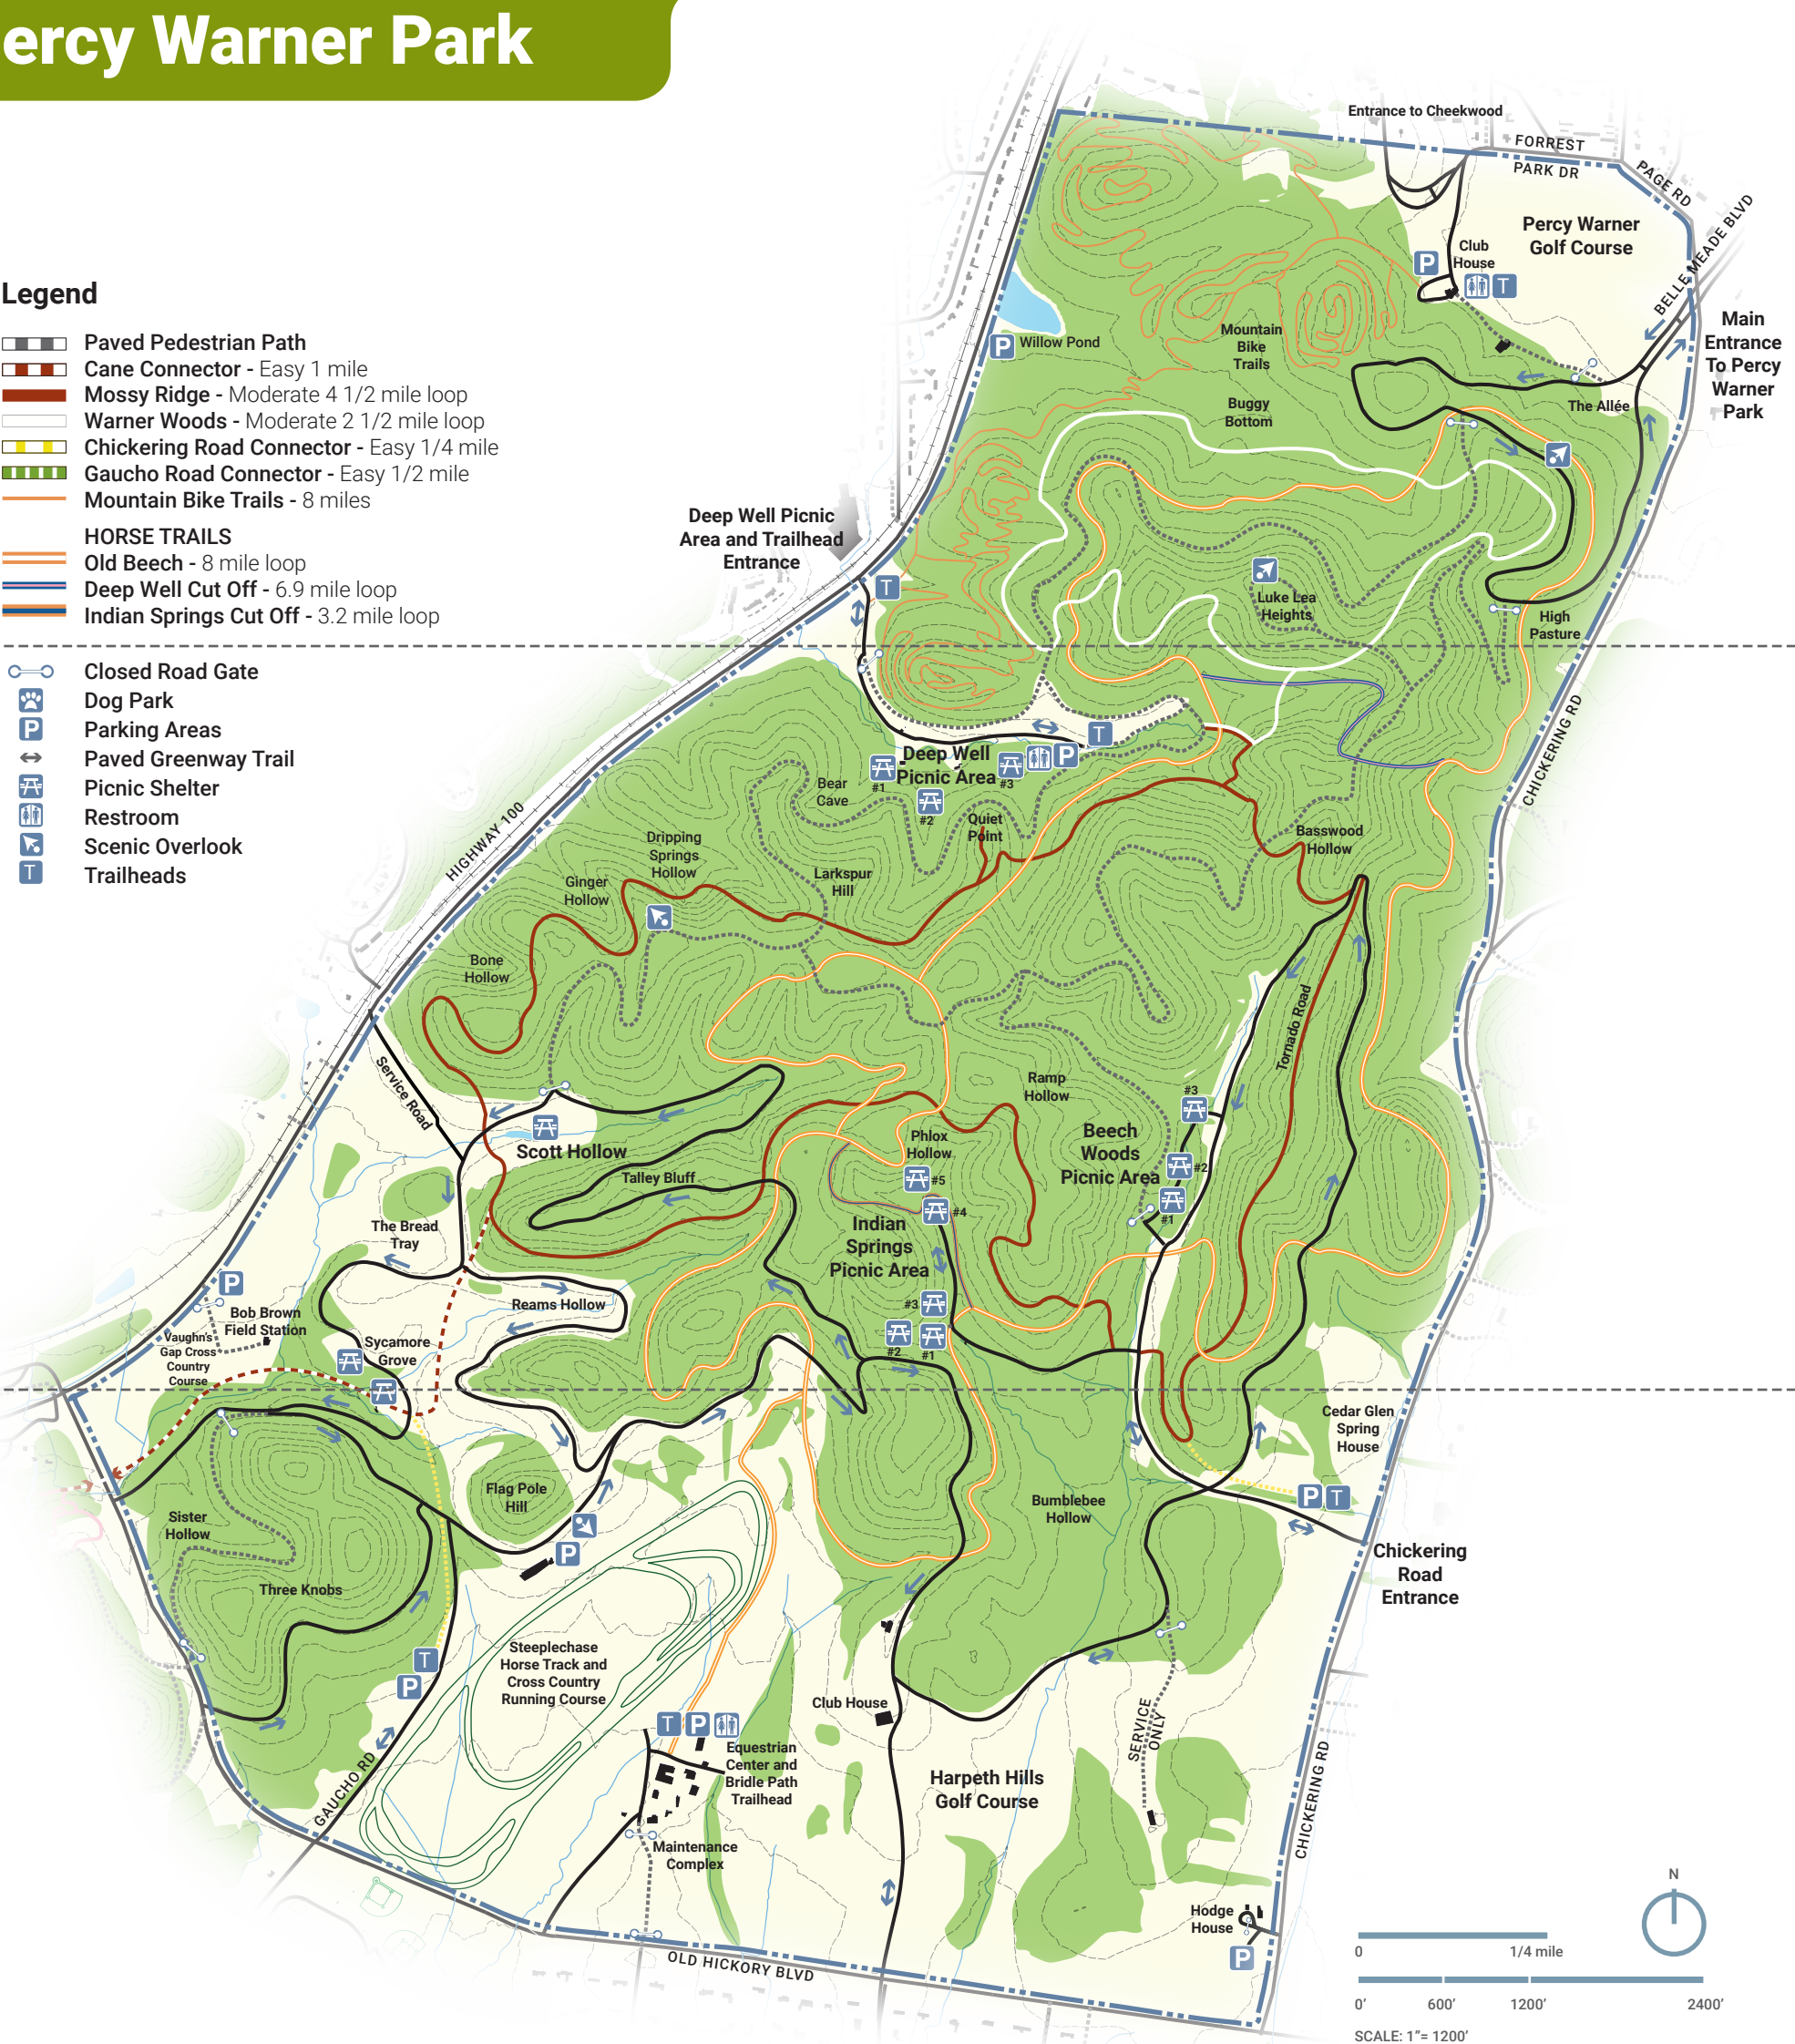 ercy Warner Park
Legend
Paved Pedestrian Path
Cane Connector - Easy 1 mile
Mossy Ridge - Moderate 4 1/2 mile loop
Warner Woods - Moderate 2 1/2 mile loop
Chickering Road Connector - Easy 1/4 mile
Gaucho Road Connector - Easy 1/2 mile
Mountain Bike Trails - 8 miles
HORSE TRAILS
Old Beech - 8 mile loop
Deep Well Cut Off - 6.9 mile loop
Indian Springs Cut Off - 3.2 mile loop
Closed Road Gate
Dog Park
P Parking Areas
Paved Greenway Trail
Picnic Shelter
Restroom
Scenic Overlook
T Trailheads
Entrance to Cheekwood
FORREST
PARK DR
PAGE RD
BELLE MEADE BLVD
Percy Warner
Golf Course
Club
House
P
T
Main
Entrance
To Percy
Warner
Park
The Allée
P
Willow Pond
Mountain
Bike
Trails
Buggy
Bottom
Deep Well Picnic
Area and Trailhead
Entrance
T
Luke Lea
Heights
High
Pasture
CHICKERING RD
HIGHWAY 100
T
Deep Well
Picnic Area
P
#1
#2
#3
Bear
Cave
Quiet
Point
Dripping
Springs
Hollow
Larkspur
Hill
Ginger
Hollow
Bone
Hollow
Basswood
Hollow
Tornado Road
Service Road
Scott Hollow
Talley Bluff
Ramp
Hollow
Phlox
Hollow
#5
#4
Beech
Woods
Picnic Area
#3
#2
#1
Indian
Springs
Picnic Area
#3
#2
#1
The Bread
Tray
P
Bob Brown
Field Station
Vaughn's
Gap Cross
Country
Course
Sycamore
Grove
Reams Hollow
Cedar Glen
Spring
House
P
T
Chickering
Road
Entrance
Bumblebee
Hollow
Flag Pole
Hill
P
Sister
Hollow
Three Knobs
T
P
GAUCHO RD
Steeplechase
Horse Track and
Cross Country
Running Course
T
P
Equestrian
Center and
Bridle Path
Trailhead
Maintenance
Complex
Club House
Harpeth Hills
Golf Course
SERVICE
ONLY
CHICKERING RD
Hodge
House
P
OLD HICKORY BLVD
N
0
1/4 mile
0'
600'
1200'
2400'
SCALE: 1"= 1200'